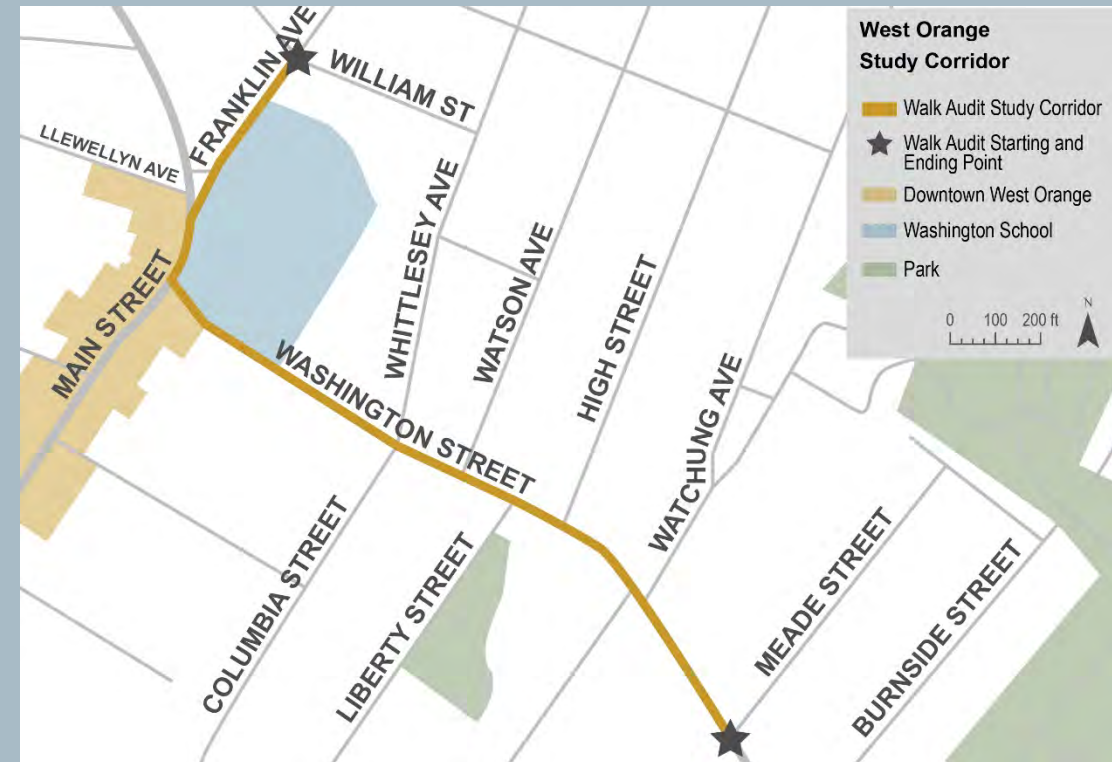 FRANKLIN AVE
WILLIAM ST
LLEWELLYN AVE
MAIN STREET
WASHINGTON STREET
WHITTLESEY AVE
WATSON AVE
HIGH STREET
WATCHUNG AVE
COLUMBIA STREET
LIBERTY STREET
MEADE STREET
BURNSIDE STREET
West Orange
Study Corridor
Walk Audit Study Corridor
Walk Audit Starting and
Ending Point
Downtown West Orange
Washington School
Park
0 100 200 ft
N